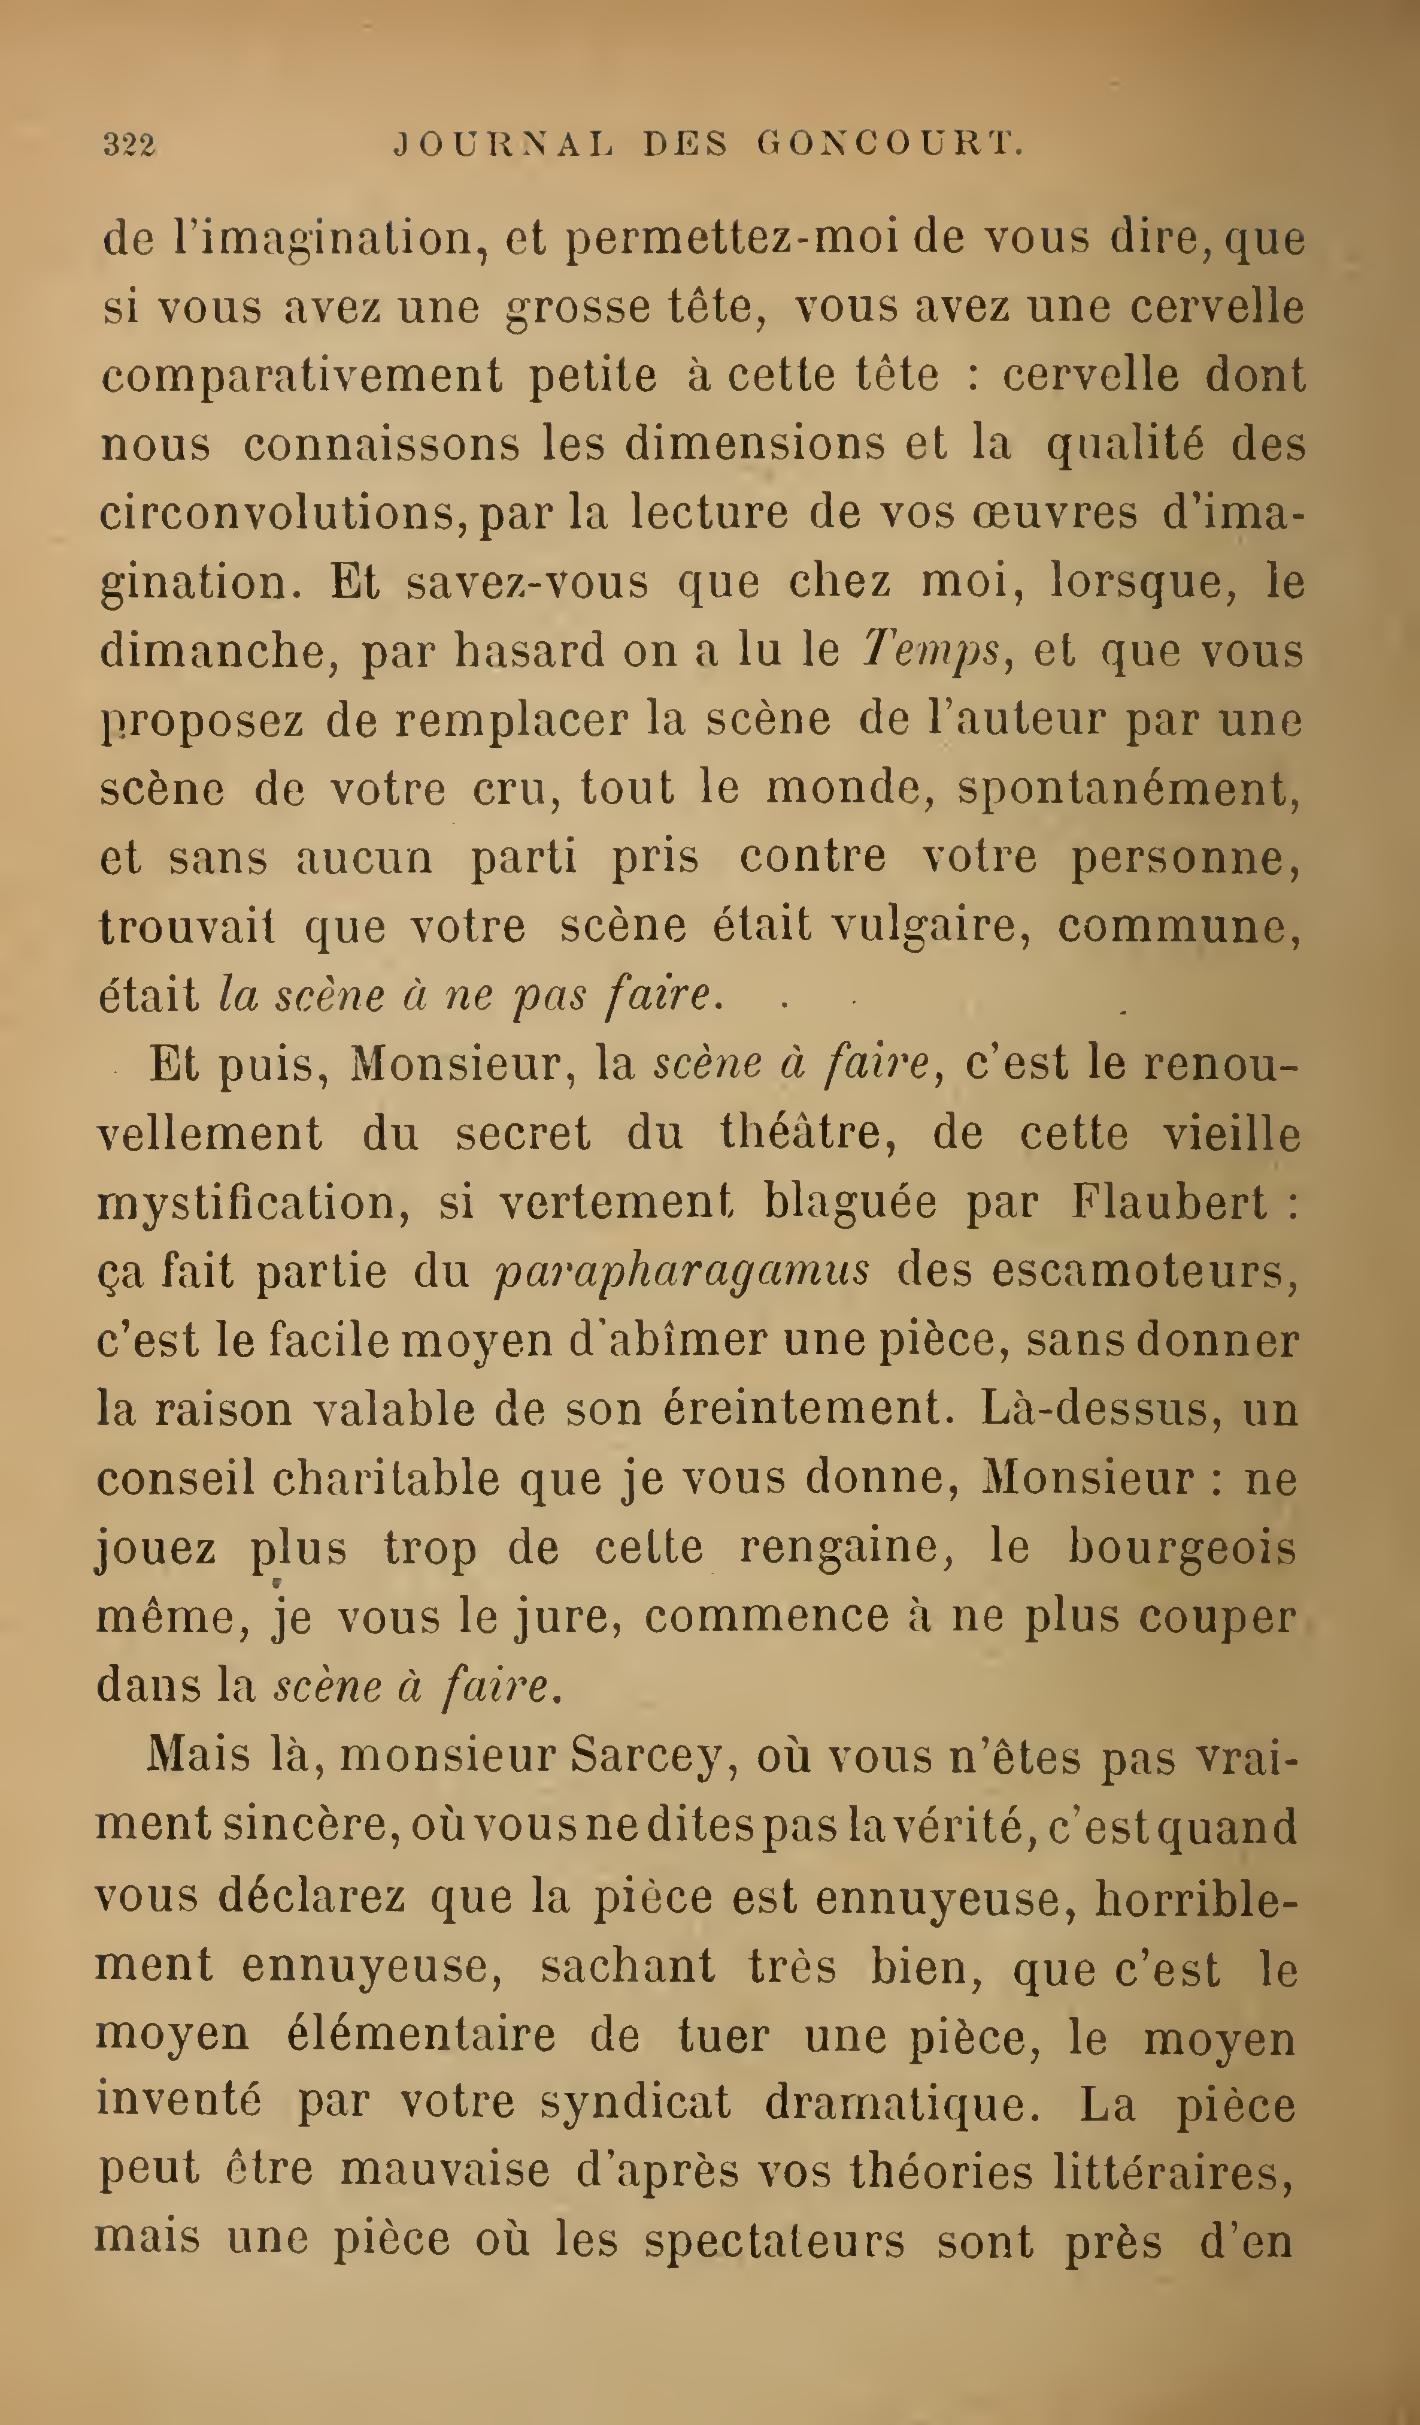 322 JOURNAL DES GONCOURT.
de l'imagination, et permettez-moi de vous dire, que
si vous avez une grosse tête, vous avez une cervelle
comparativement petite à cette tête : cervelle dont
nous connaissons les dimensions et la qualité des
circonvolutions, par la lecture de vos œuvres d'ima-
gination. Et savez-vous que chez moi, lorsque, le
dimanche, par hasard on a lu le Temps, et que vous
proposez de remplacer la scène de l'auteur par une
scène de votre cru, tout le monde, spontanément,
et sans aucun parti pris contre votre personne,
trouvait que votre scène était vulgaire, commune,
était la scène à ne pas faire.
Et puis, Monsieur, la scène à faire, c'est le renou-
vellement du secret du théâtre, de cette vieille
mystification, si vertement blaguée par Flaubert :
ça fait partie du parapharagamus des escamoteurs,
c'est le facile moyen d'abîmer une pièce, sans donner
la raison valable de son éreintement. Là-dessus, un
conseil charitable que je vous donne, Monsieur : ne
jouez plus trop de cette rengaine, le bourgeois
même, je vous le jure, commence à ne plus couper
dans la scène à faire.
Mais là, monsieur Sarcey, où vous n'êtes pas vrai-
ment sincère, où vous ne dites pas la vérité, c'est quand
vous déclarez que la pièce est ennuyeuse, horrible-
ment ennuyeuse, sachant très bien, que c'est le
moyen élémentaire de tuer une pièce, le moyen
inventé par votre syndicat dramatique. La pièce
peut être mauvaise d'après vos théories littéraires,
mais une pièce où les spectateurs sont près d'en